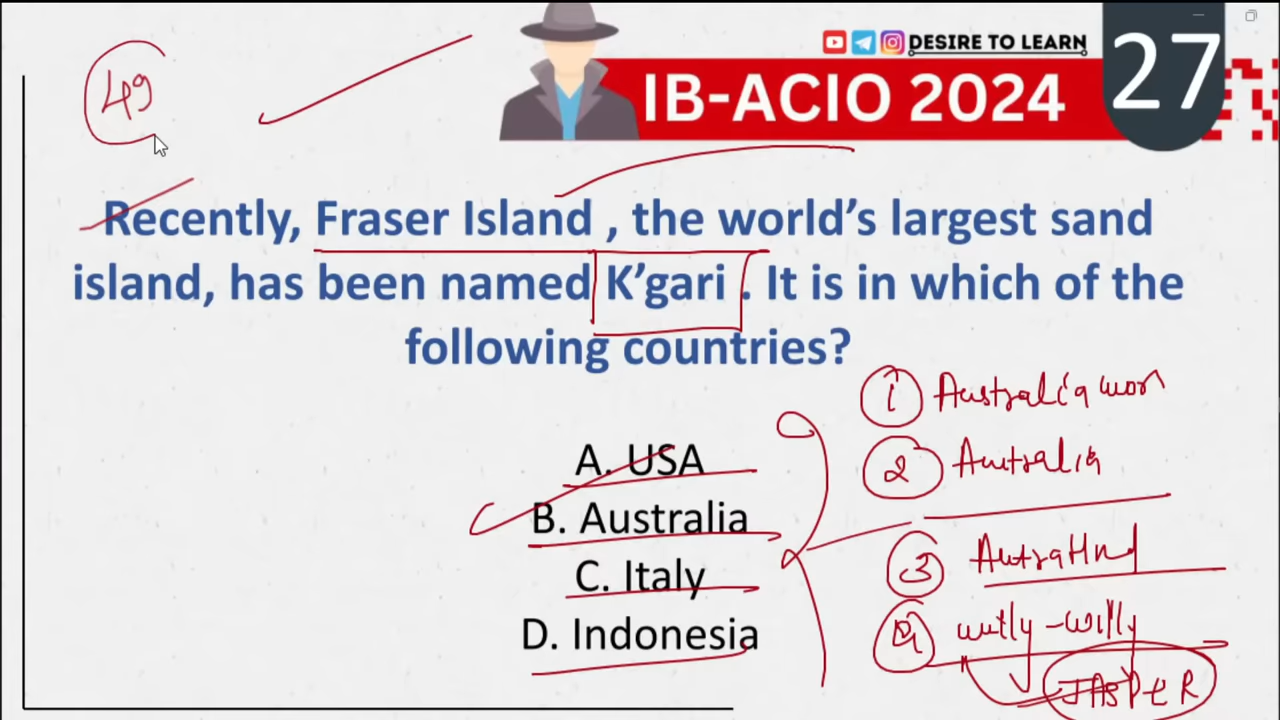 49
DESIRE TO LEARN
27
IB-ACIO 2024
Recently, Fraser Island , the world’s largest sand
island, has been named K’gari . It is in which of the
following countries?
A. USA
B. Australia
C. Italy
D. Indonesia
1 Australia won
2 Australia
3
4 willy-willy
JASPER